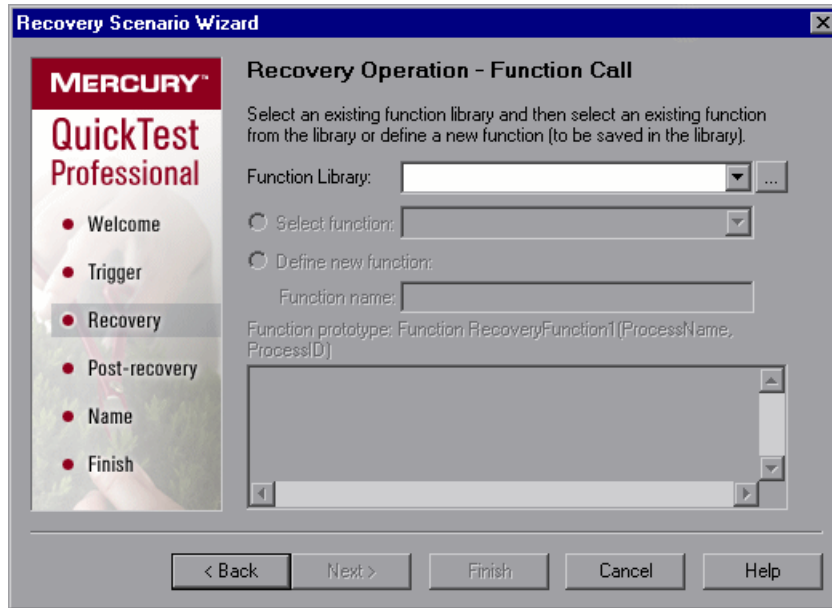 Recovery Scenario Wizard
MERCURY™
QuickTest
Professional
Welcome
Trigger
Recovery
Post-recovery
Name
Finish
Recovery Operation - Function Call
Select an existing function library and then select an existing function
from the library or define a new function (to be saved in the library).
Function Library:
...
Select function:
Define new function:
Function name:
Function prototype: Function RecoveryFunction1(ProcessName,
ProcessID)
< Back
Next >
Finish
Cancel
Help